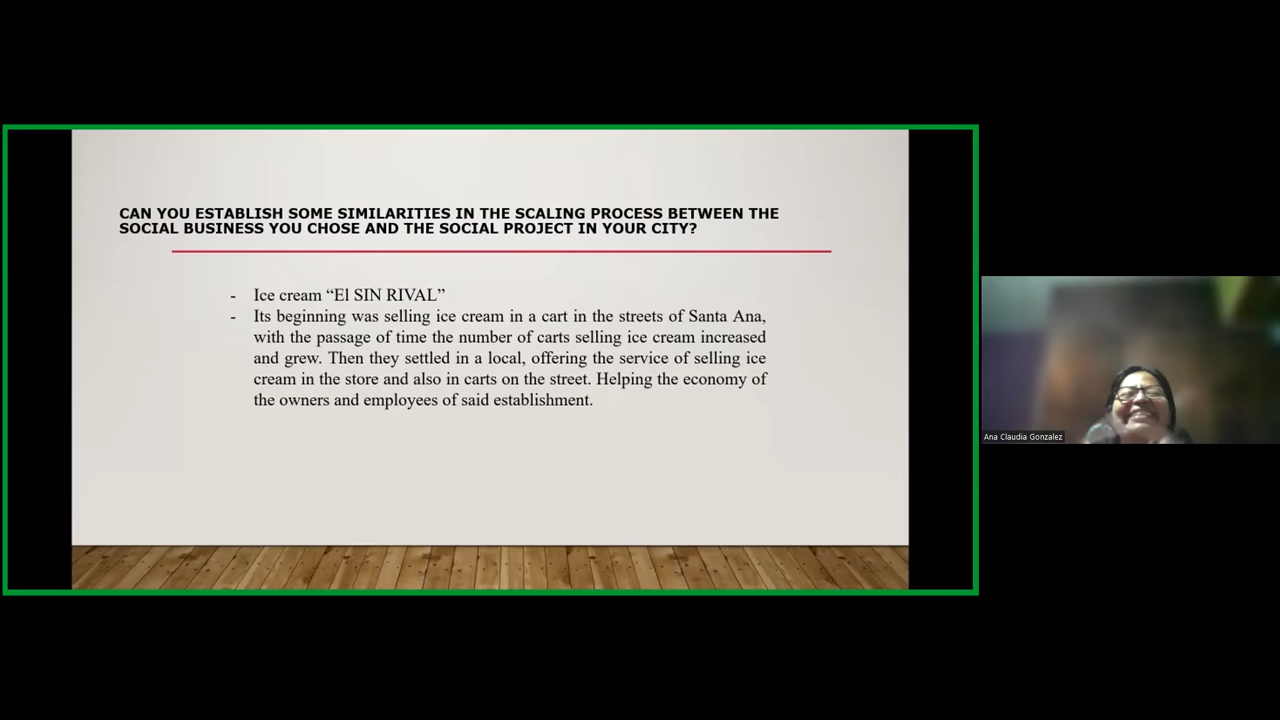 CAN YOU ESTABLISH SOME SIMILARITIES IN THE SCALING PROCESS BETWEEN THE
SOCIAL BUSINESS YOU CHOSE AND THE SOCIAL PROJECT IN YOUR CITY?
- Ice cream “El SIN RIVAL”
- Its beginning was selling ice cream in a cart in the streets of Santa Ana,
with the passage of time the number of carts selling ice cream increased
and grew. Then they settled in a local, offering the service of selling ice
cream in the store and also in carts on the street. Helping the economy of
the owners and employees of said establishment.
Ana Claudia Gonzalez